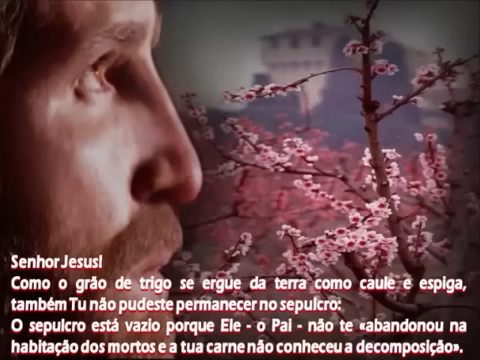 Senhor Jesus!
Como o grão de trigo se ergue da terra como caule e espiga,
também Tu não pudeste permanecer no sepulcro:
O sepulcro está vazio porque Ele - o Pai - não te «abandonou na
habitação dos mortos e a tua carne não conheceu a decomposição».